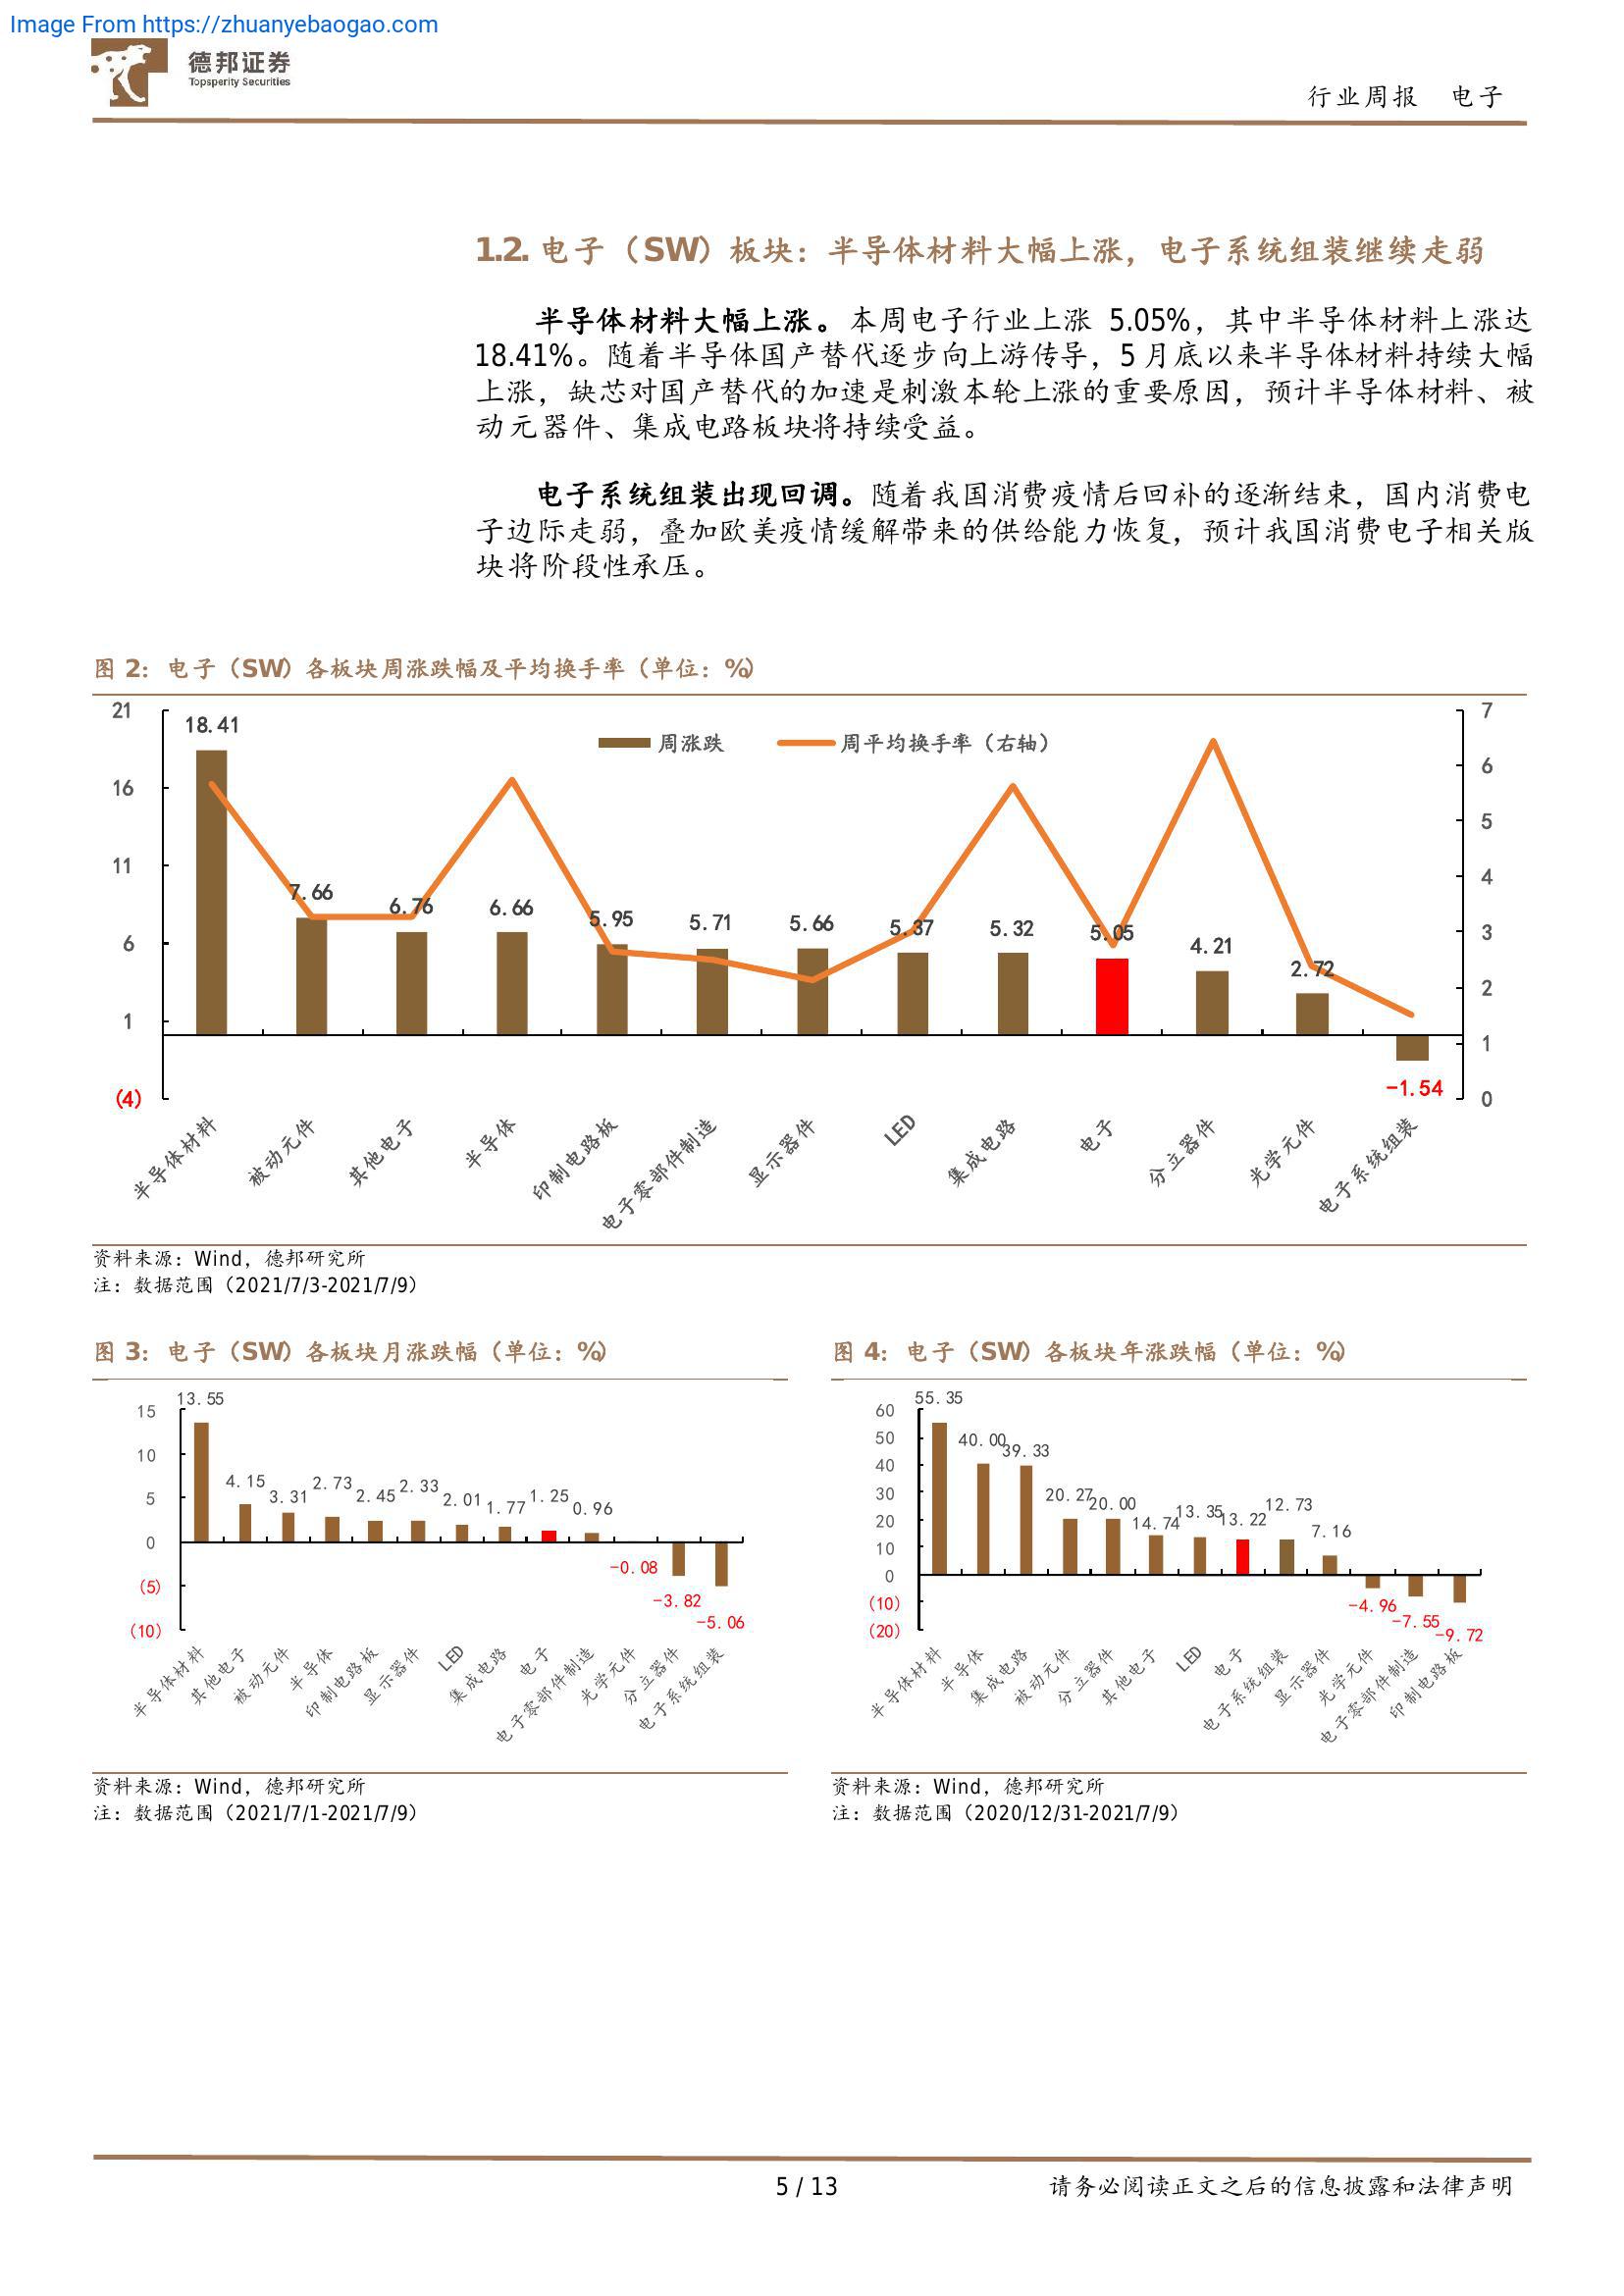 Image From https://zhuanyebaogao.com
德邦证券
Topsperity Securities
行业周报 电子
1.2. 电子（SW）板块：半导体材料大幅上涨，电子系统组装继续走弱
半导体材料大幅上涨。本周电子行业上涨 5.05%，其中半导体材料上涨达
18.41%。随着半导体国产替代逐步向上游传导，5 月底以来半导体材料持续大幅
上涨，缺芯对国产替代的加速是刺激本轮上涨的重要原因，预计半导体材料、被
动元器件、集成电路板块将持续受益。
电子系统组装出现回调。随着我国消费疫情后回补的逐渐结束，国内消费电
子边际走弱，叠加欧美疫情缓解带来的供给能力恢复，预计我国消费电子相关版
块将阶段性承压。
图 2：电子（SW）各板块周涨跌幅及平均换手率（单位：%）
周涨跌 周平均换手率（右轴）
21
16
11
6
1
(4)
18.41 7.66 6.76 6.66 5.95 5.71 5.66 5.37 5.32 5.05 4.21 2.72 -1.54
7
6
5
4
3
2
1
0
半导体材料 被动元件 其他电子 半导体 印制电路板 电子零部件制造 显示器件 LED 集成电路 电子 分立器件 光学元件 电子系统组装
资料来源：Wind，德邦研究所
注：数据范围（2021/7/3-2021/7/9）
图 3：电子（SW）各板块月涨跌幅（单位：%）
15
10
5
0
(5)
(10)
13.55 4.15 3.31 2.73 2.45 2.33 2.01 1.77 1.25 0.96 -0.08 -3.82 -5.06
半导体材料 其他电子 被动元件 半导体 印制电路板 显示器件 LED 集成电路 电子 电子零部件制造 光学元件 分立器件 电子系统组装
资料来源：Wind，德邦研究所
注：数据范围（2021/7/1-2021/7/9）
图 4：电子（SW）各板块年涨跌幅（单位：%）
60
50
40
30
20
10
0
(10)
(20)
55.35 40.00 39.33 20.27 20.00 14.74 13.35 13.22 12.73 7.16 -4.96 -7.55 -9.72
半导体材料 半导体 集成电路 被动元件 分立器件 其他电子 LED 电子 电子系统组装 显示器件 光学元件 电子零部件制造 印制电路板
资料来源：Wind，德邦研究所
注：数据范围（2020/12/31-2021/7/9）
5 / 13
请务必阅读正文之后的信息披露和法律声明